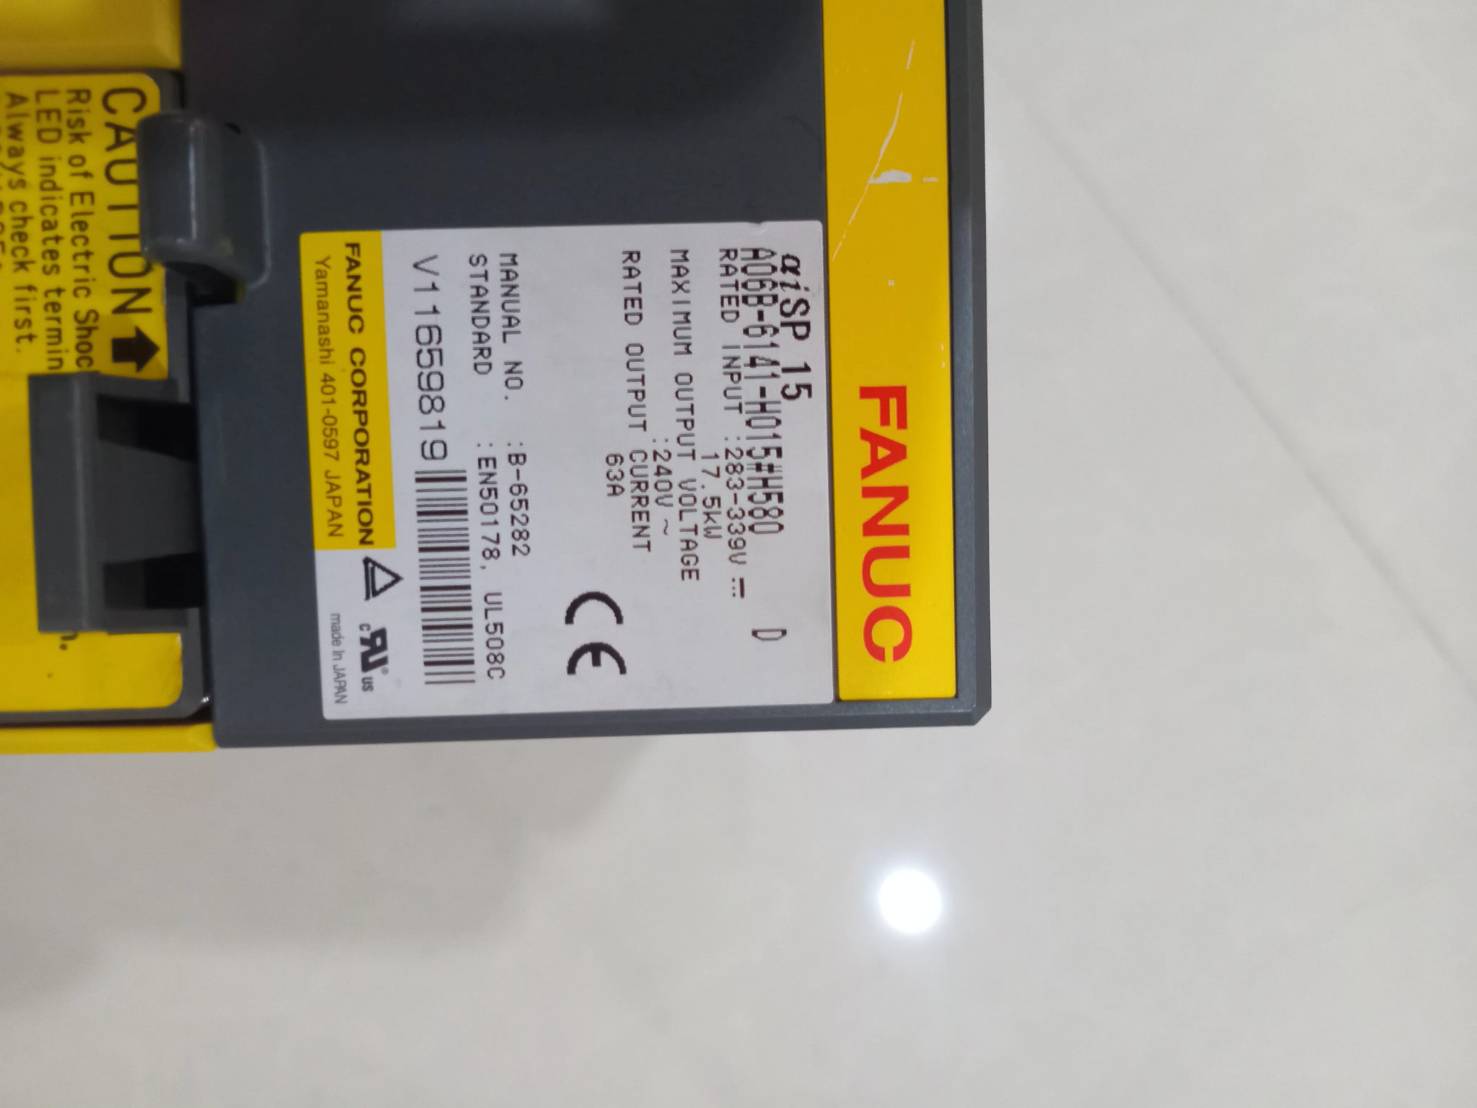 FANUC
αiSP 15
A06B-6141-H015#H580 D
RATED INPUT :283-339V
17.5kW
MAXIMUM OUTPUT VOLTAGE
:240V ~
RATED OUTPUT CURRENT
63A
CE
MANUAL NO. :B-65282
STANDARD :EN50178, UL508C
V11659819
FANUC CORPORATION
Yamanashi 401-0597 JAPAN
c US
made in JAPAN
CAUTION
Risk of Electric Shoc
LED indicates termin
Always check first.